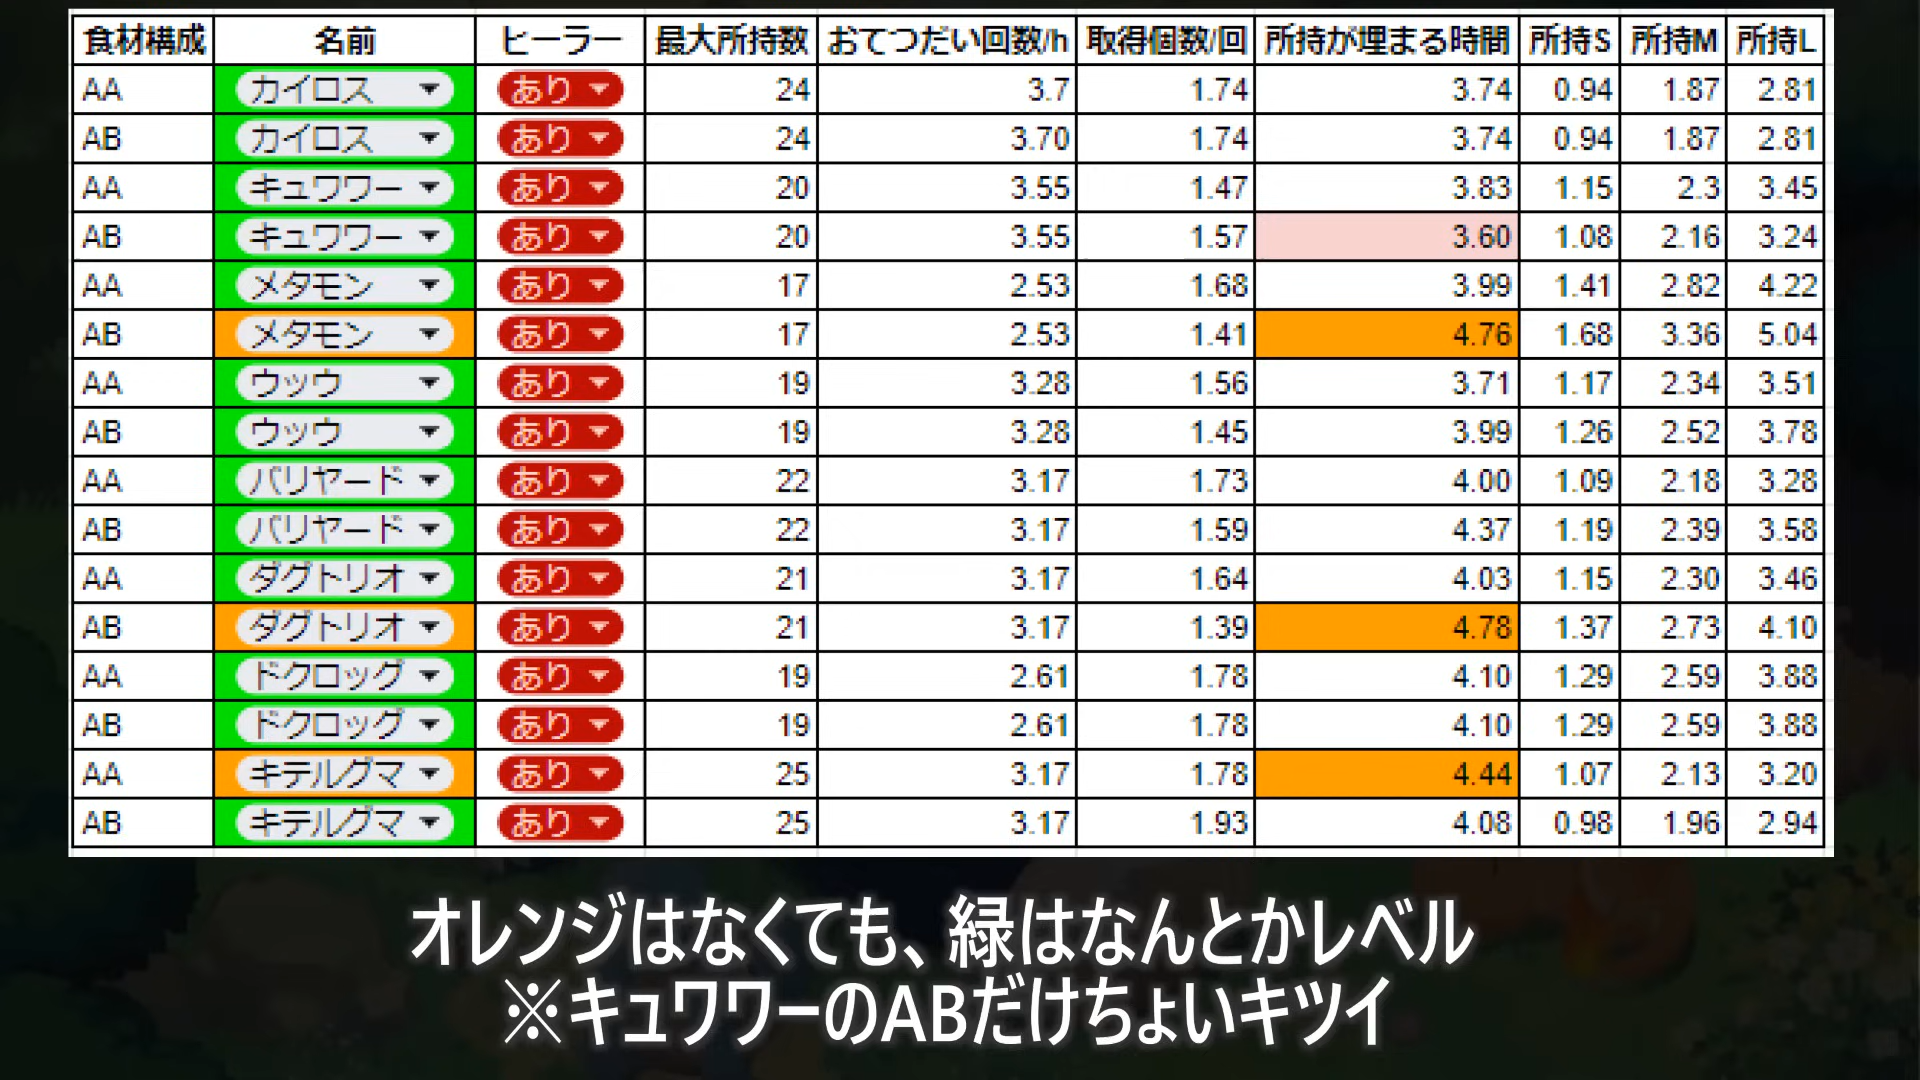 食材構成 名前 ヒーラー 最大所持数 おてつだい回数/h 取得個数/回 所持が埋まる時間 所持S 所持M 所持L
AA カイロス あり 24 3.7 1.74 3.74 0.94 1.87 2.81
AB カイロス あり 24 3.70 1.74 3.74 0.94 1.87 2.81
AA キュワワー あり 20 3.55 1.47 3.83 1.15 2.3 3.45
AB キュワワー あり 20 3.55 1.57 3.60 1.08 2.16 3.24
AA メタモン あり 17 2.53 1.68 3.99 1.41 2.82 4.22
AB メタモン あり 17 2.53 1.41 4.76 1.68 3.36 5.04
AA ウッウ あり 19 3.28 1.56 3.71 1.17 2.34 3.51
AB ウッウ あり 19 3.28 1.45 3.99 1.26 2.52 3.78
AA バリヤード あり 22 3.17 1.73 4.00 1.09 2.18 3.28
AB バリヤード あり 22 3.17 1.59 4.37 1.19 2.39 3.58
AA ダグトリオ あり 21 3.17 1.64 4.03 1.15 2.30 3.46
AB ダグトリオ あり 21 3.17 1.39 4.78 1.37 2.73 4.10
AA ドクロッグ あり 19 2.61 1.78 4.10 1.29 2.59 3.88
AB ドクロッグ あり 19 2.61 1.78 4.10 1.29 2.59 3.88
AA キテルグマ あり 25 3.17 1.78 4.44 1.07 2.13 3.20
AB キテルグマ あり 25 3.17 1.93 4.08 0.98 1.96 2.94
オレンジはなくても、緑はなんとかレベル
※キュワワーのABだけちょいキツイ